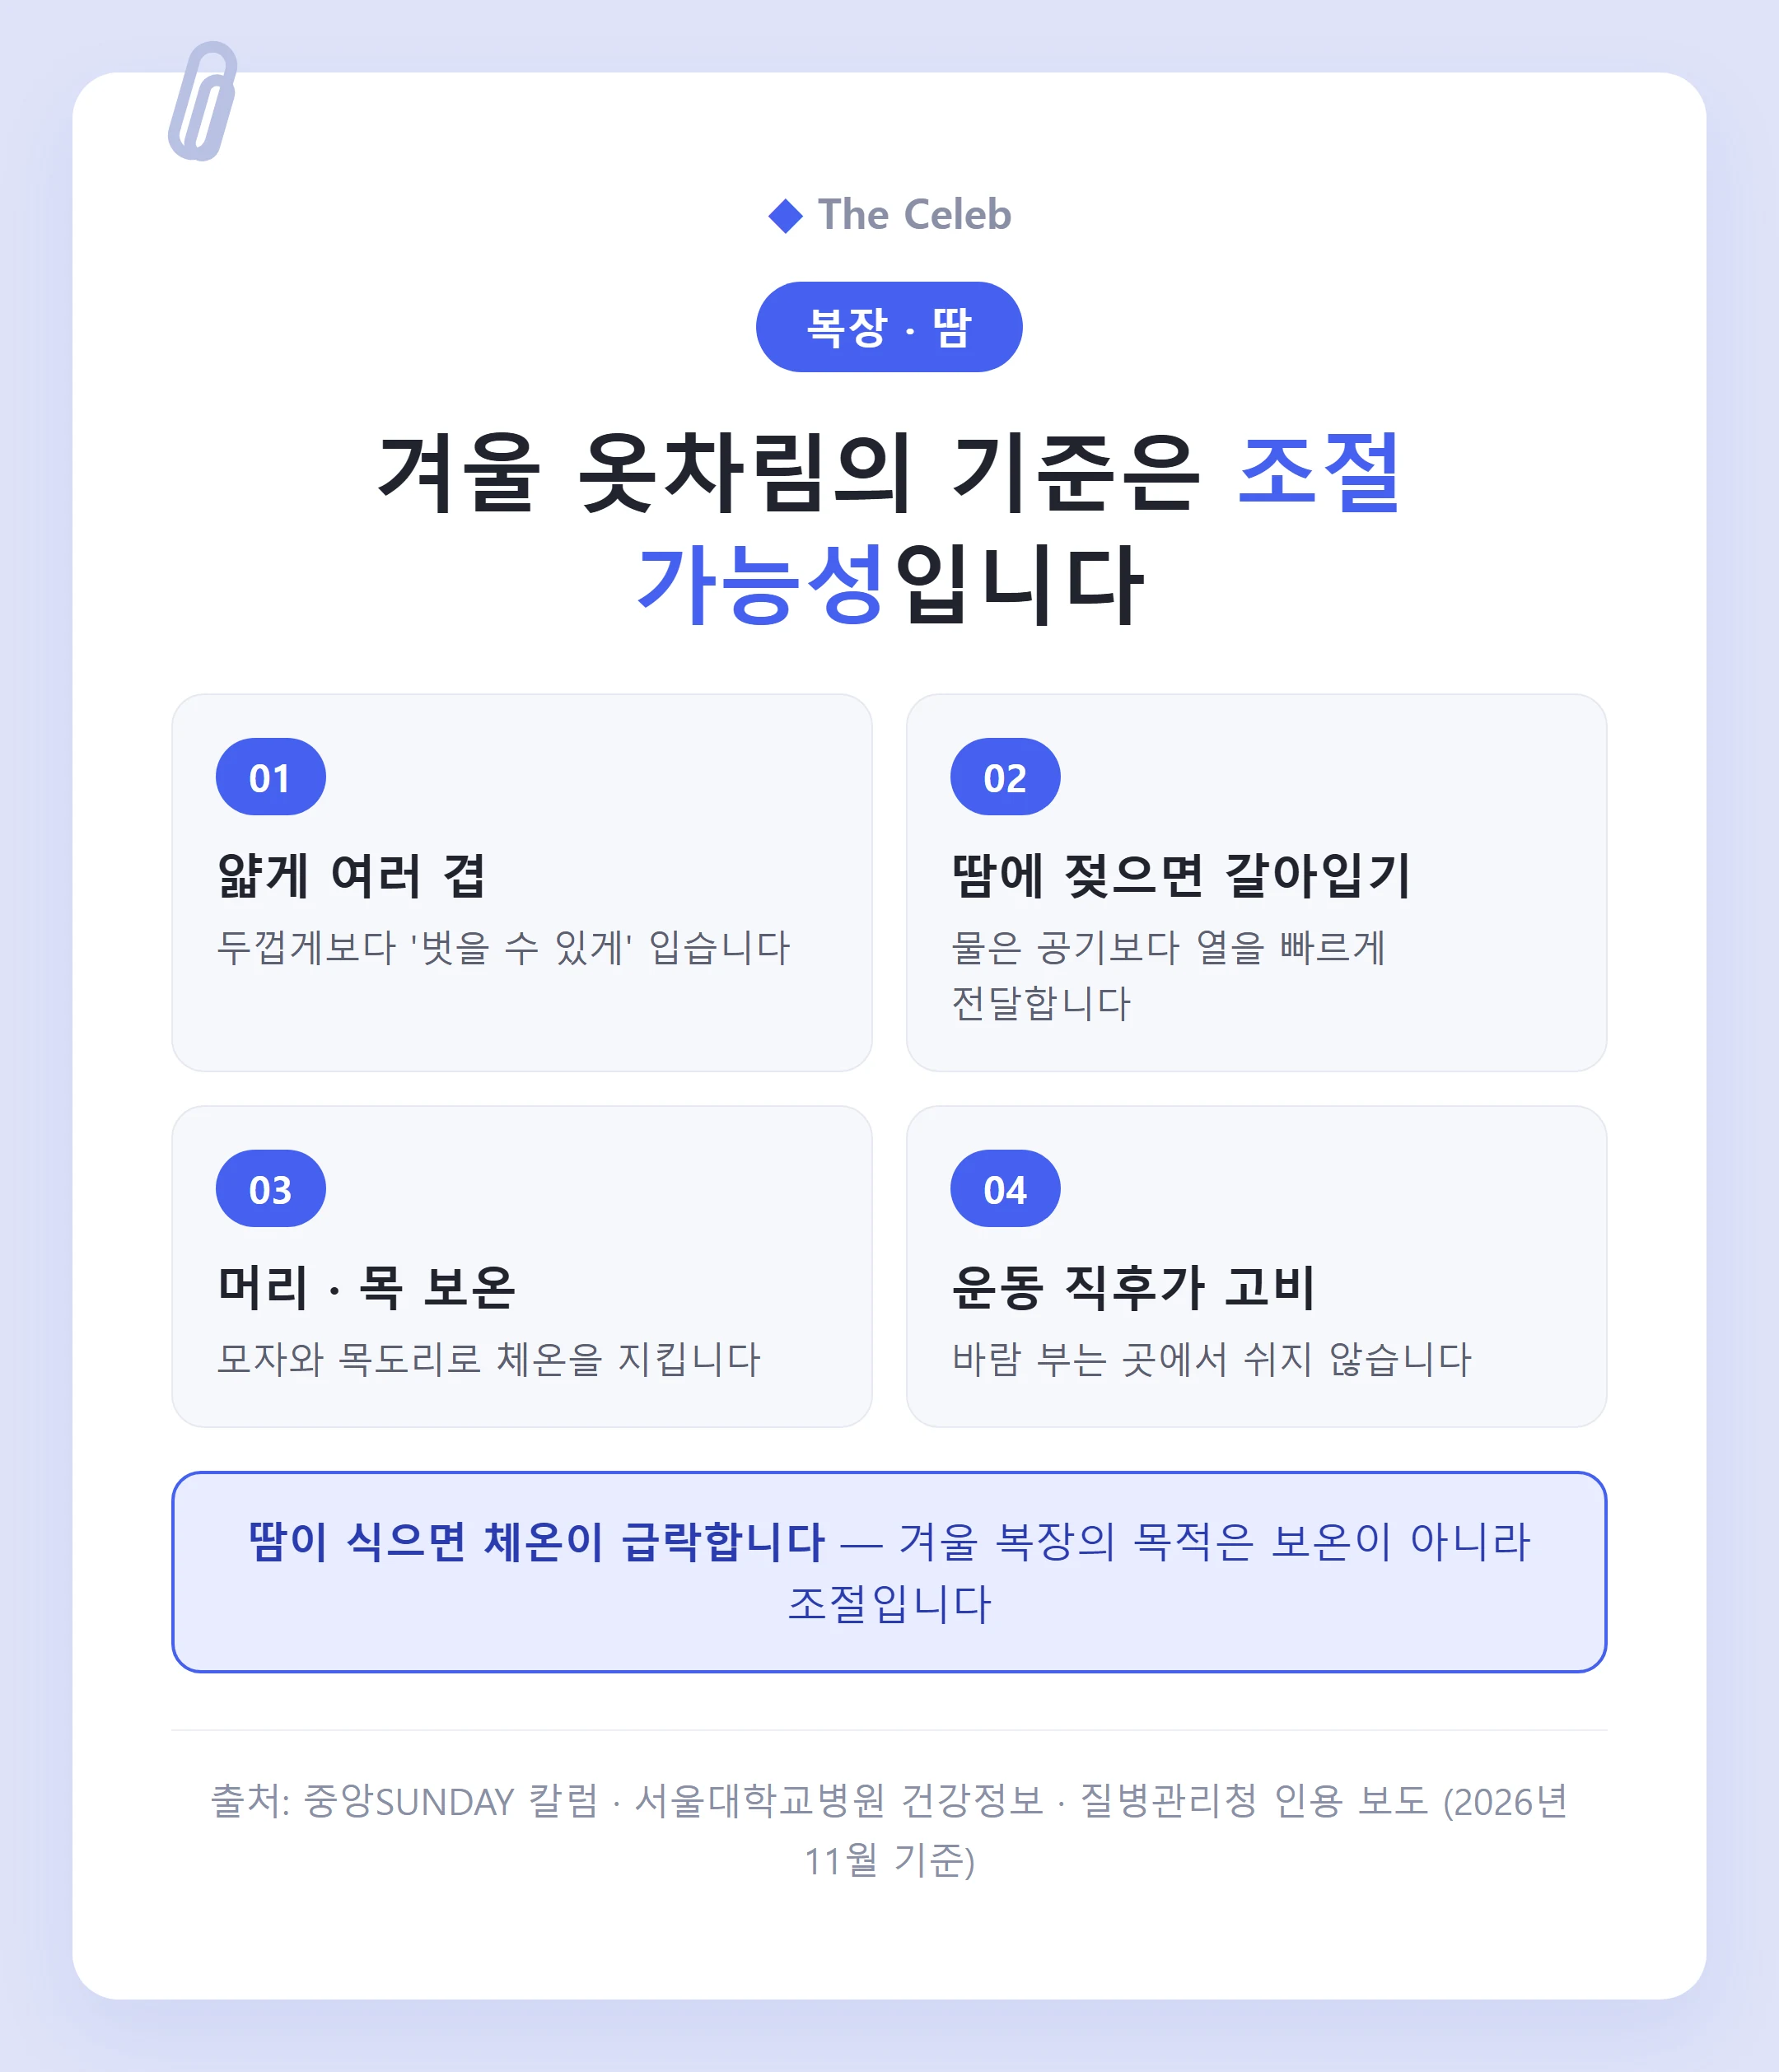 The Celeb
복장 · 땀
겨울 옷차림의 기준은 조절
가능성입니다
01
얇게 여러 겹
두껍게보다 '벗을 수 있게' 입습니다
02
땀에 젖으면 갈아입기
물은 공기보다 열을 빠르게
전달합니다
03
머리 · 목 보온
모자와 목도리로 체온을 지킵니다
04
운동 직후가 고비
바람 부는 곳에서 쉬지 않습니다
땀이 식으면 체온이 급락합니다 — 겨울 복장의 목적은 보온이 아니라
조절입니다
출처: 중앙SUNDAY 칼럼 · 서울대학교병원 건강정보 · 질병관리청 인용 보도 (2026년
11월 기준)